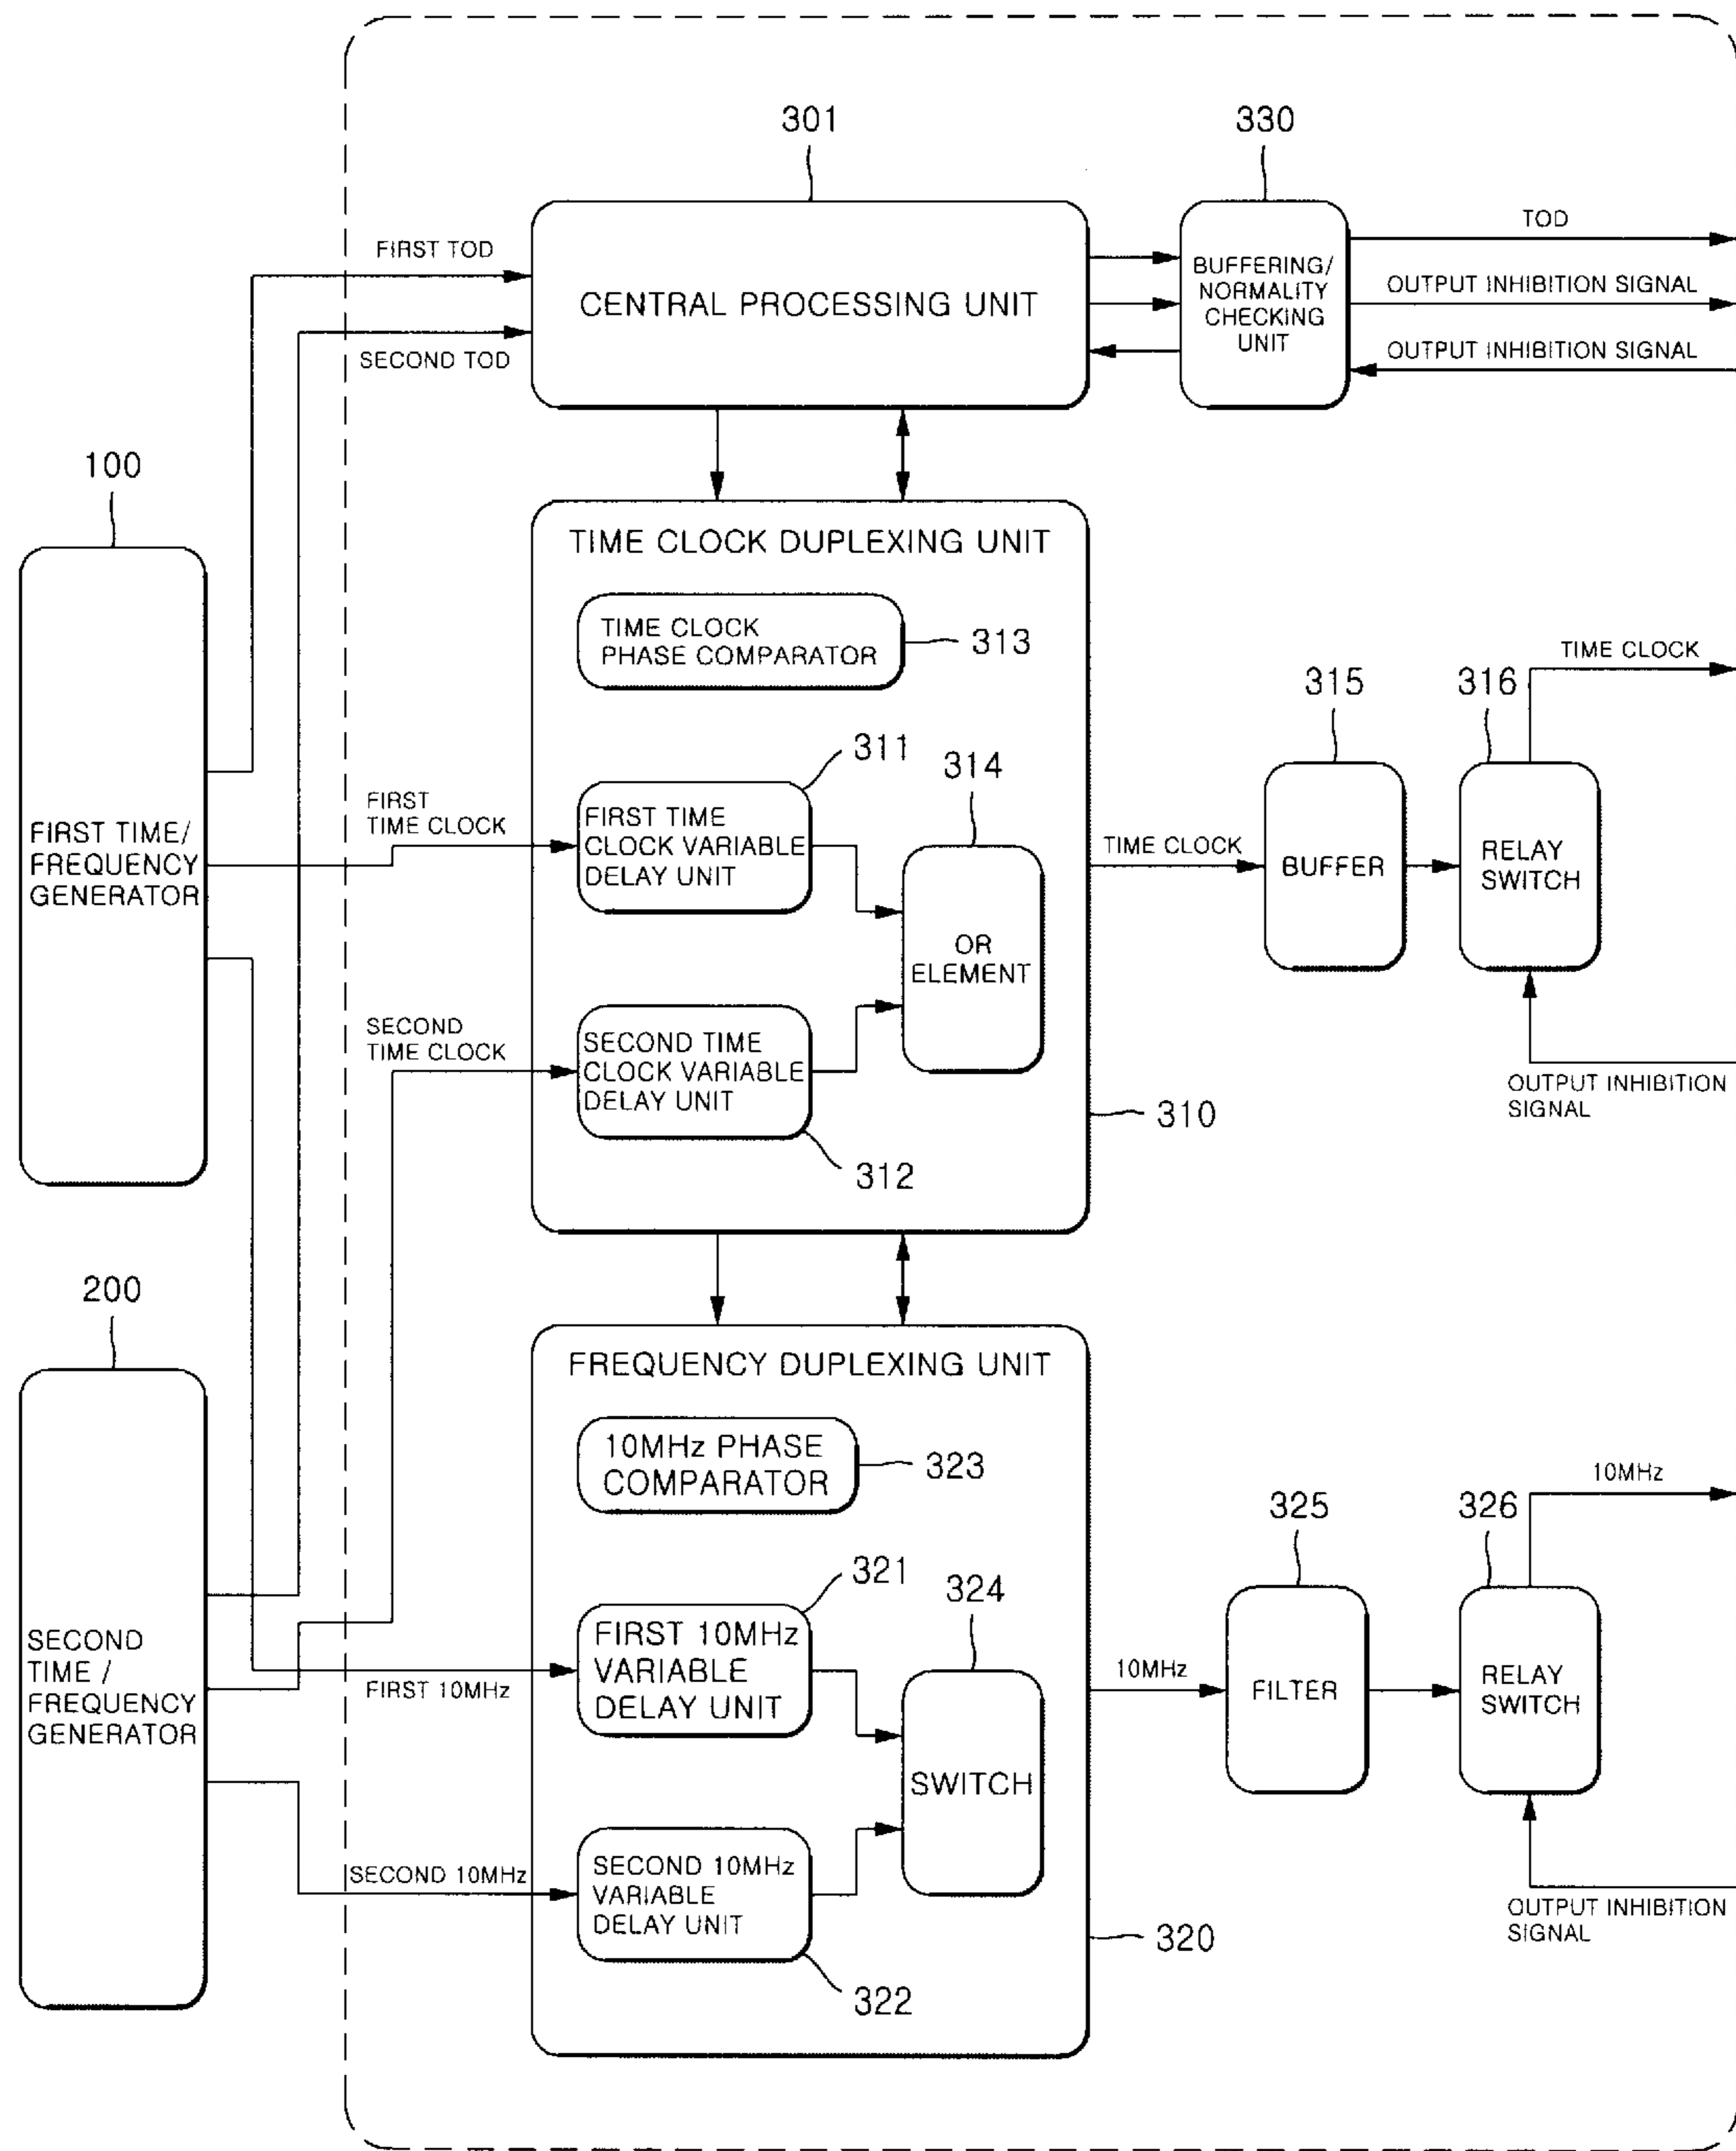 301
330
FIRST TOD
SECOND TOD
CENTRAL PROCESSING UNIT
BUFFERING/
NORMALITY
CHECKING
UNIT
TOD
OUTPUT INHIBITION SIGNAL
OUTPUT INHIBITION SIGNAL
100
FIRST TIME/
FREQUENCY
GENERATOR
TIME CLOCK DUPLEXING UNIT
TIME CLOCK
PHASE COMPARATOR
313
311
314
FIRST
TIME CLOCK
FIRST TIME
CLOCK VARIABLE
DELAY UNIT
OR
ELEMENT
SECOND
TIME CLOCK
SECOND TIME
CLOCK VARIABLE
DELAY UNIT
312
310
TIME CLOCK
315
BUFFER
316
RELAY
SWITCH
TIME CLOCK
OUTPUT INHIBITION
SIGNAL
200
SECOND
TIME /
FREQUENCY
GENERATOR
FREQUENCY DUPLEXING UNIT
10MHz PHASE
COMPARATOR
323
321
324
FIRST 10MHz
FIRST 10MHz
VARIABLE
DELAY UNIT
SWITCH
SECOND 10MHz
SECOND 10MHz
VARIABLE
DELAY UNIT
322
320
10MHz
325
FILTER
326
RELAY
SWITCH
10MHz
OUTPUT INHIBITION
SIGNAL